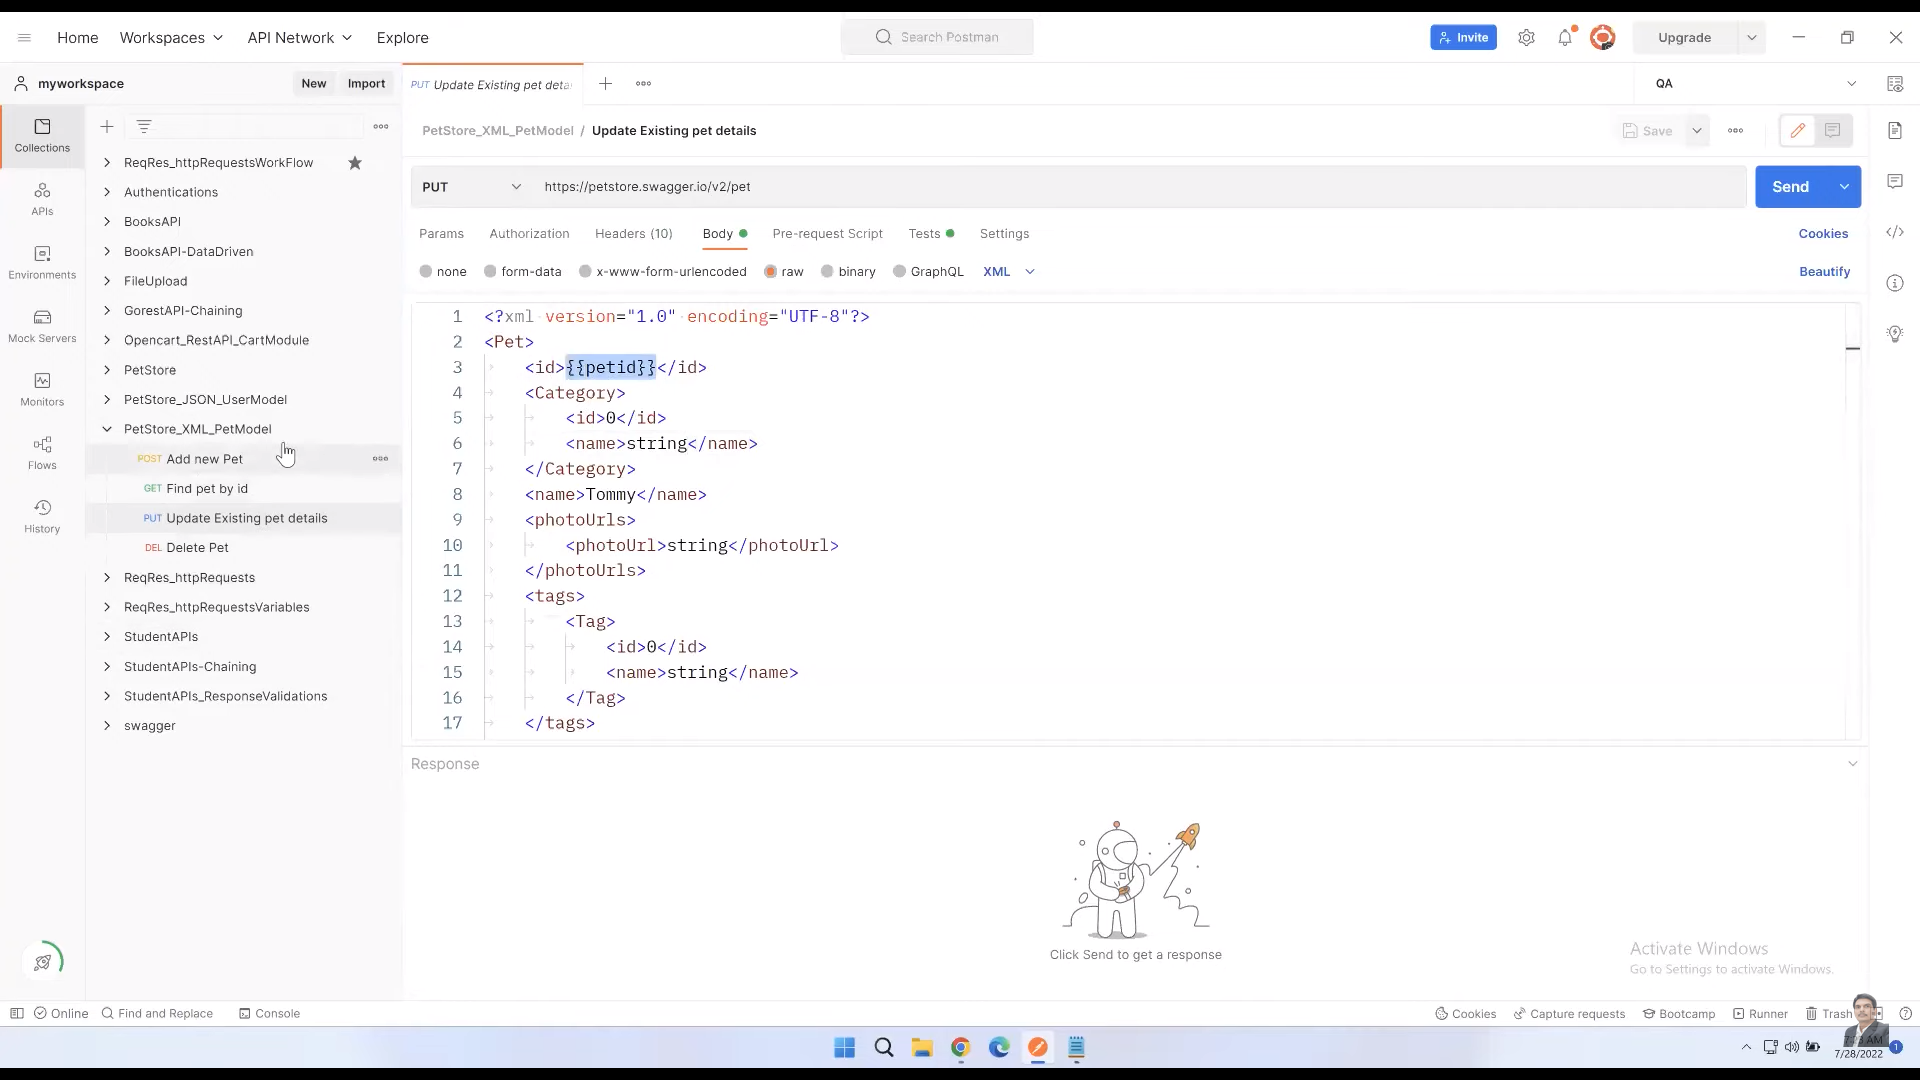 Home Workspaces API Network Explore Search Postman Invite Upgrade
myworkspace New Import PUT Update Existing pet deta QA
Collections
APIs
Environments
Mock Servers
Monitors
Flows
History
ReqRes_httpRequestsWorkFlow
Authentications
BooksAPI
BooksAPI-DataDriven
FileUpload
GorestAPI-Chaining
Opencart_RestAPI_CartModule
PetStore
PetStore_JSON_UserModel
PetStore_XML_PetModel
POST Add new Pet
GET Find pet by id
PUT Update Existing pet details
DEL Delete Pet
ReqRes_httpRequests
ReqRes_httpRequestsVariables
StudentAPIs
StudentAPIs-Chaining
StudentAPIs_ResponseValidations
swagger
PetStore_XML_PetModel / Update Existing pet details Save
PUT https://petstore.swagger.io/v2/pet Send
Params Authorization Headers (10) Body Pre-request Script Tests Settings Cookies
none form-data x-www-form-urlencoded raw binary GraphQL XML Beautify
1 <?xml version="1.0" encoding="UTF-8"?>
2 <Pet>
3 <id>{{petid}}</id>
4 <Category>
5 <id>0</id>
6 <name>string</name>
7 </Category>
8 <name>Tommy</name>
9 <photoUrls>
10 <photoUrl>string</photoUrl>
11 </photoUrls>
12 <tags>
13 <Tag>
14 <id>0</id>
15 <name>string</name>
16 </Tag>
17 </tags>
Response
Click Send to get a response
Activate Windows
Go to Settings to activate Windows.
Online Find and Replace Console Cookies Capture requests Bootcamp Runner Trash
7/28/2022 1